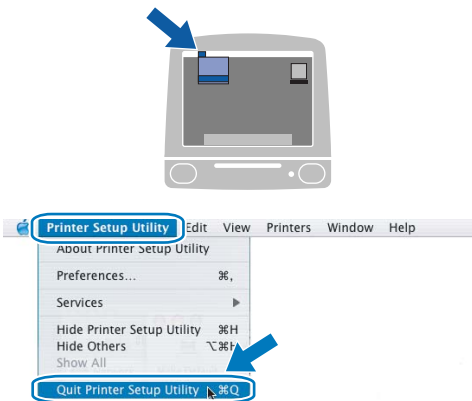 Printer Setup Utility Edit View Printers Window Help
About Printer Setup Utility
Preferences... ⌘,
Services
Hide Printer Setup Utility ⌘H
Hide Others ⌥⌘H
Show All
Quit Printer Setup Utility ⌘Q